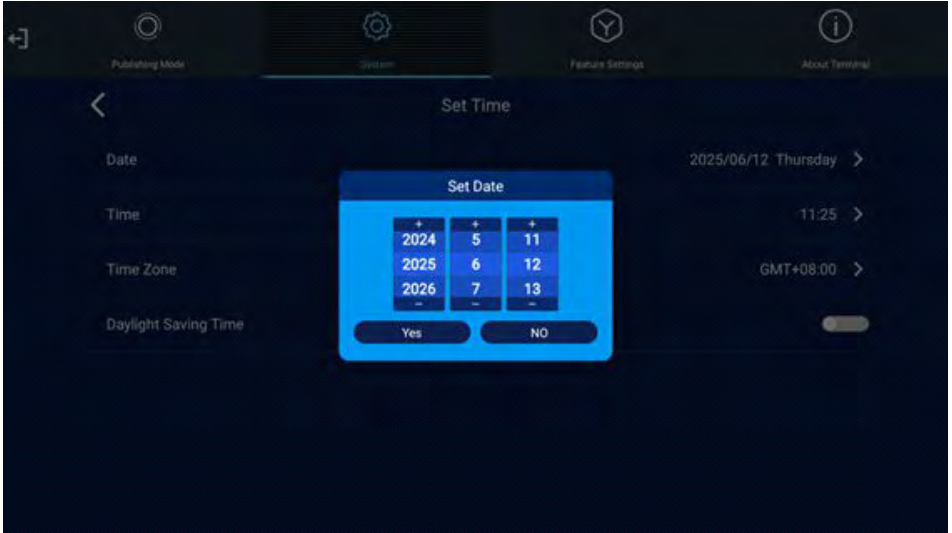 Publishing Mode
System
Feature Settings
About Terminal
Set Time
Date
2025/06/12 Thursday
Set Date
Time
11:25
+ + +
2024 5 11
2025 6 12
2026 7 13
− − −
Time Zone
GMT+08:00
Daylight Saving Time
Yes
NO